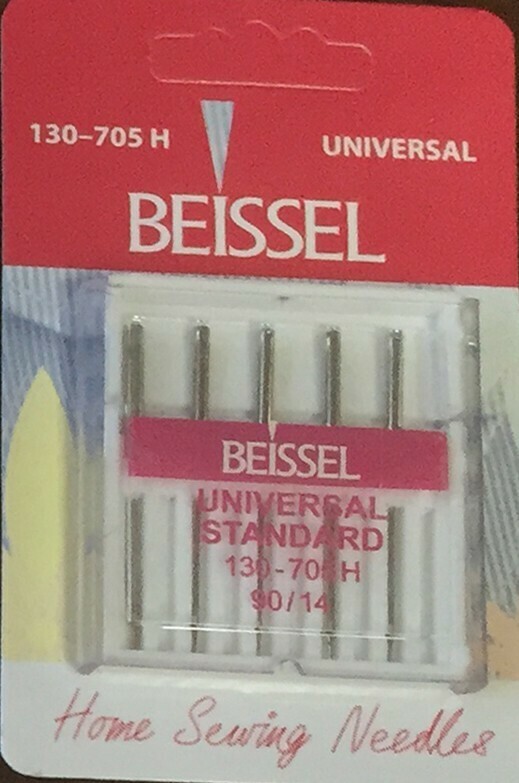 130-705 H
UNIVERSAL
BEISSEL
BEISSEL
UNIVERSAL
STANDARD
130-705 H
90/14
Home Sewing Needles